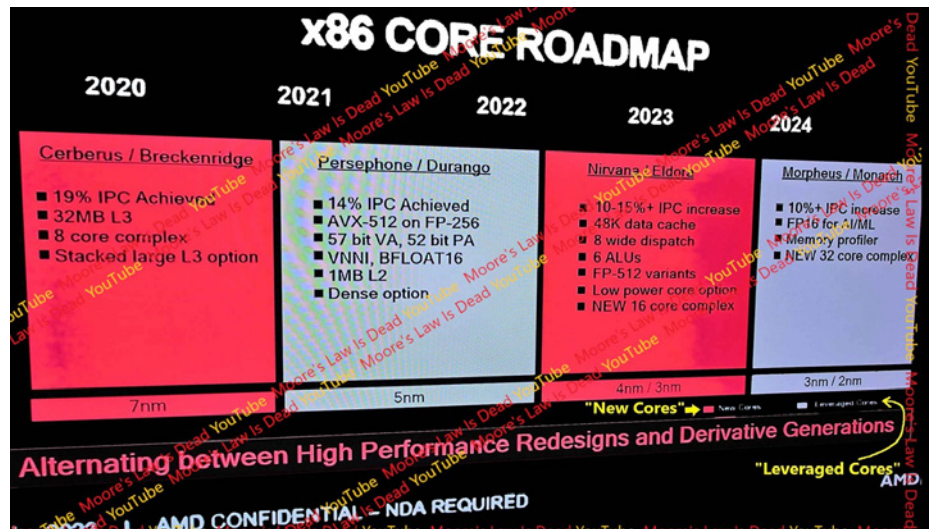 x86 CORE ROADMAP
2020
2021
2022
2023
2024
Cerberus / Breckenridge
■ 19% IPC Achieved
■ 32MB L3
■ 8 core complex
■ Stacked large L3 option
7nm
Persephone / Durango
■ 14% IPC Achieved
■ AVX-512 on FP-256
■ 57 bit VA, 52 bit PA
■ VNNI, BFLOAT16
■ 1MB L2
■ Dense option
5nm
Nirvana / Eldora
■ 10-15%+ IPC increase
■ 48K data cache
■ 8 wide dispatch
■ 6 ALUs
■ FP-512 variants
■ Low power core option
■ NEW 16 core complex
4nm / 3nm
Morpheus / Monarch
■ 10%+ IPC increase
■ FP16 for AI/ML
■ Memory profiler
■ NEW 32 core complex
3nm / 2nm
"New Cores"
New Cores
Leveraged Cores
"Leveraged Cores"
Alternating between High Performance Redesigns and Derivative Generations
2022 | AMD CONFIDENTIAL – NDA REQUIRED
AMD
Moore's Law Is Dead YouTube